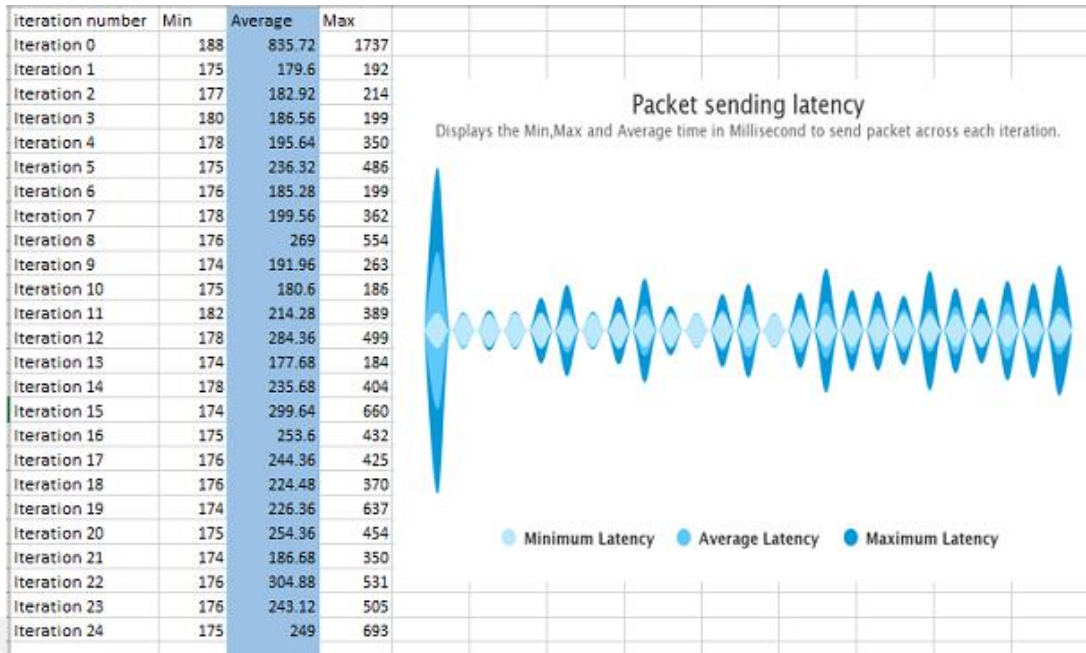 iteration number Min Average Max
Iteration 0 188 835.72 1737
Iteration 1 175 179.6 192
Iteration 2 177 182.92 214
Iteration 3 180 186.56 199
Iteration 4 178 195.64 350
Iteration 5 175 236.32 486
Iteration 6 176 185.28 199
Iteration 7 178 199.56 362
Iteration 8 176 269 554
Iteration 9 174 191.96 263
Iteration 10 175 180.6 186
Iteration 11 182 214.28 389
Iteration 12 178 284.36 499
Iteration 13 174 177.68 184
Iteration 14 178 235.68 404
Iteration 15 174 299.64 660
Iteration 16 175 253.6 432
Iteration 17 176 244.36 425
Iteration 18 176 224.48 370
Iteration 19 174 226.36 637
Iteration 20 175 254.36 454
Iteration 21 174 186.68 350
Iteration 22 176 304.88 531
Iteration 23 176 243.12 505
Iteration 24 175 249 693
Packet sending latency
Displays the Min,Max and Average time in Millisecond to send packet across each iteration.
Minimum Latency Average Latency Maximum Latency